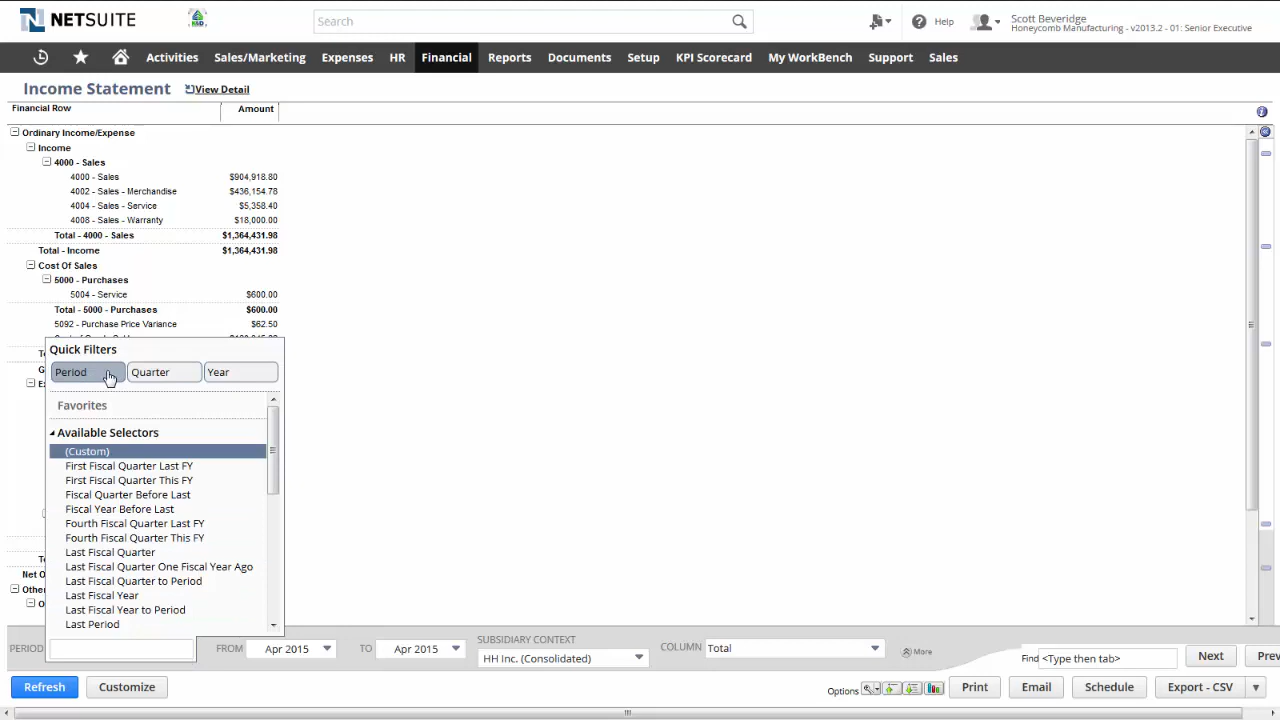 NETSUITE
Search
Help
Scott Beveridge
Honeycomb Manufacturing - v2013.2 - 01: Senior Executive
Activities Sales/Marketing Expenses HR Financial Reports Documents Setup KPI Scorecard My WorkBench Support Sales
Income Statement View Detail
Financial Row Amount
Ordinary Income/Expense
Income
4000 - Sales
4000 - Sales $904,918.80
4002 - Sales - Merchandise $436,154.78
4004 - Sales - Service $5,358.40
4008 - Sales - Warranty $18,000.00
Total - 4000 - Sales $1,364,431.98
Total - Income $1,364,431.98
Cost Of Sales
5000 - Purchases
5004 - Service $600.00
Total - 5000 - Purchases $600.00
5092 - Purchase Price Variance $62.50
Quick Filters
Period Quarter Year
Favorites
Available Selectors
(Custom)
First Fiscal Quarter Last FY
First Fiscal Quarter This FY
Fiscal Quarter Before Last
Fiscal Year Before Last
Fourth Fiscal Quarter Last FY
Fourth Fiscal Quarter This FY
Last Fiscal Quarter
Last Fiscal Quarter One Fiscal Year Ago
Last Fiscal Quarter to Period
Last Fiscal Year
Last Fiscal Year to Period
Last Period
Net O
Other
PERIOD FROM Apr 2015 TO Apr 2015 SUBSIDIARY CONTEXT HH Inc. (Consolidated) COLUMN Total More Find <Type then tab> Next Prev
Refresh Customize Options Print Email Schedule Export - CSV